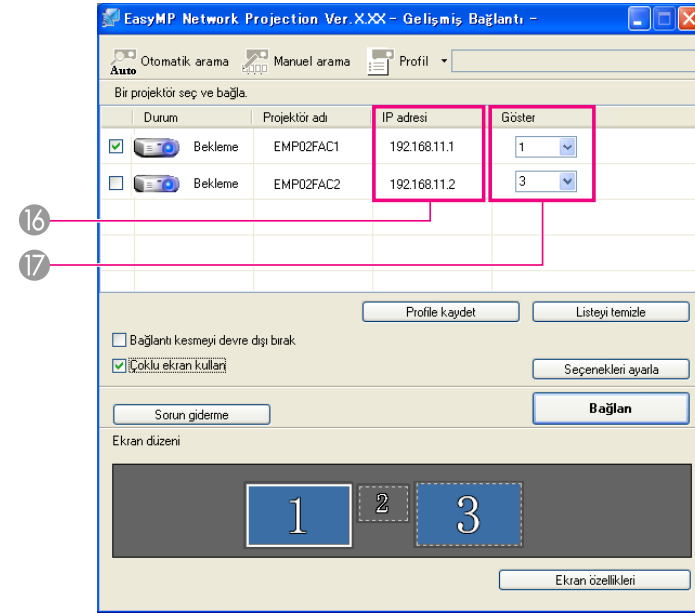 EasyMP Network Projection Ver.X.XX - Gelişmiş Bağlantı -
Auto Otomatik arama Manuel arama Profil
Bir projektör seç ve bağla.
Durum Projektör adı IP adresi Göster
Bekleme EMP02FAC1 192.168.11.1 1
Bekleme EMP02FAC2 192.168.11.2 3
16
17
Profile kaydet Listeyi temizle
Bağlantı kesmeyi devre dışı bırak
Çoklu ekran kullan
Seçenekleri ayarla
Sorun giderme Bağlan
Ekran düzeni
1 2 3
Ekran özellikleri